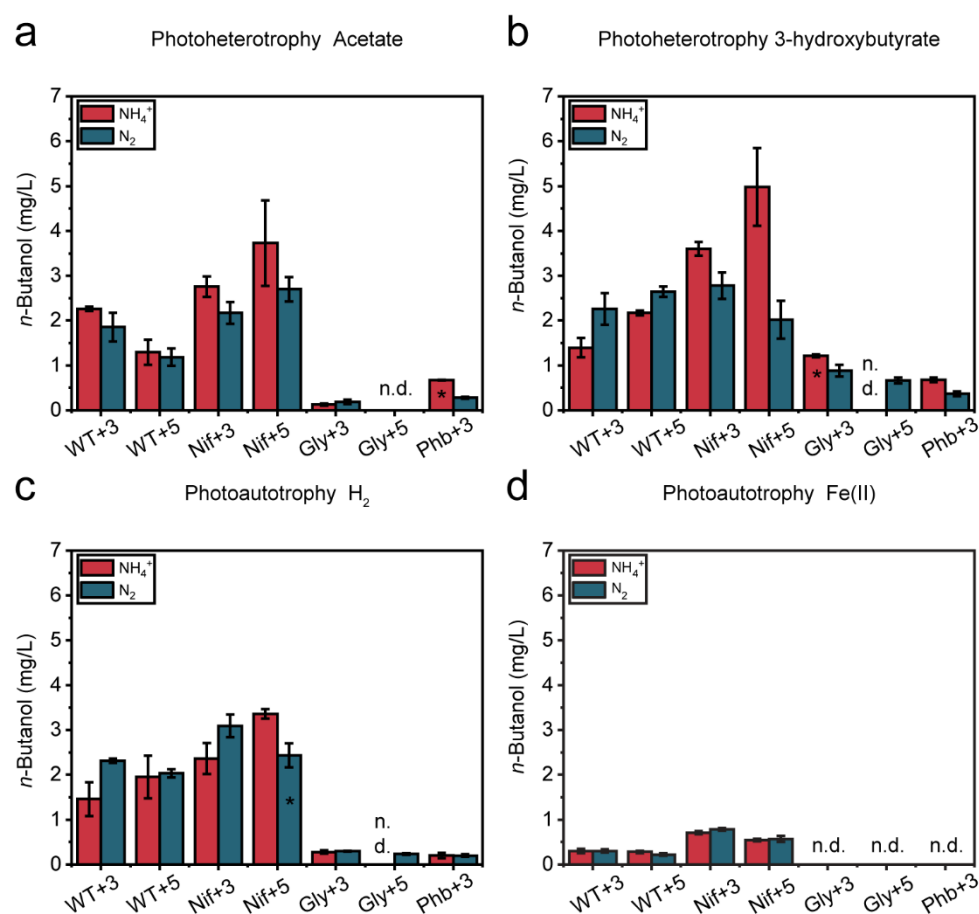 a
Photoheterotrophy Acetate
n-Butanol (mg/L)
7
6
5
4
3
2
1
0
NH₄⁺
N₂
n.d.
*
WT+3
WT+5
Nif+3
Nif+5
Gly+3
Gly+5
Phb+3
b
Photoheterotrophy 3-hydroxybutyrate
n-Butanol (mg/L)
7
6
5
4
3
2
1
0
NH₄⁺
N₂
*
n.
d.
WT+3
WT+5
Nif+3
Nif+5
Gly+3
Gly+5
Phb+3
c
Photoautotrophy H₂
n-Butanol (mg/L)
7
6
5
4
3
2
1
0
NH₄⁺
N₂
*
n.
d.
WT+3
WT+5
Nif+3
Nif+5
Gly+3
Gly+5
Phb+3
d
Photoautotrophy Fe(II)
n-Butanol (mg/L)
7
6
5
4
3
2
1
0
NH₄⁺
N₂
n.d.
n.d.
n.d.
WT+3
WT+5
Nif+3
Nif+5
Gly+3
Gly+5
Phb+3